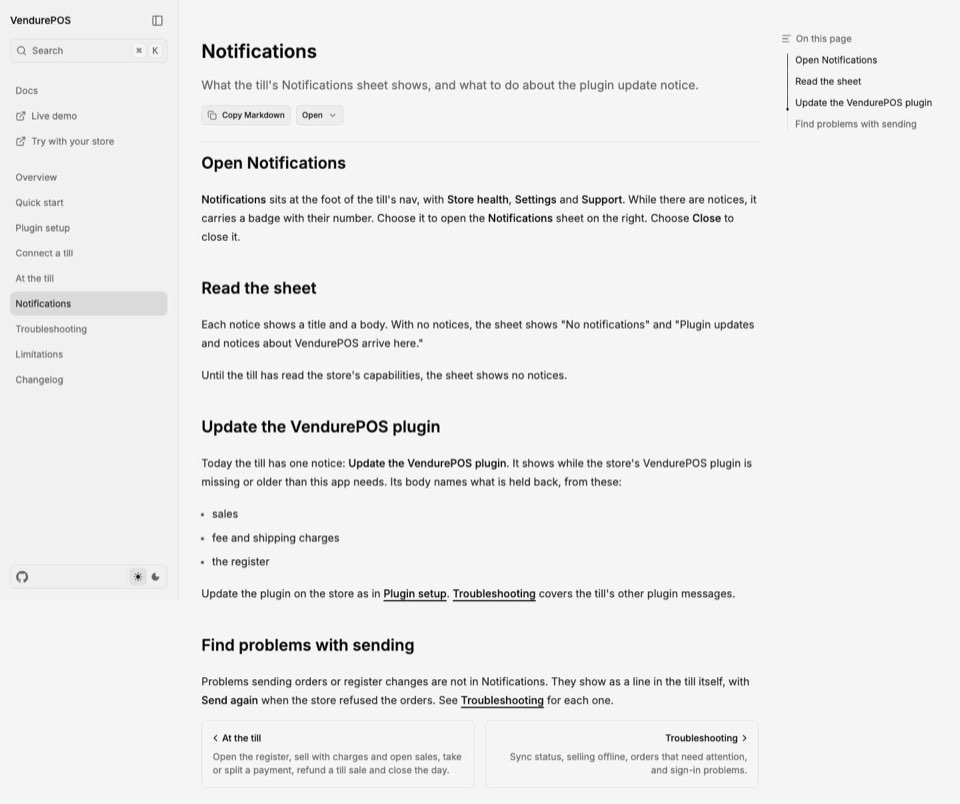 VendurePOS
Search
⌘ K
Docs
Live demo
Try with your store
Overview
Quick start
Plugin setup
Connect a till
At the till
Notifications
Troubleshooting
Limitations
Changelog
Notifications
What the till's Notifications sheet shows, and what to do about the plugin update notice.
Copy Markdown
Open
Open Notifications
Notifications sits at the foot of the till's nav, with Store health, Settings and Support. While there are notices, it
carries a badge with their number. Choose it to open the Notifications sheet on the right. Choose Close to
close it.
Read the sheet
Each notice shows a title and a body. With no notices, the sheet shows "No notifications" and "Plugin updates
and notices about VendurePOS arrive here."
Until the till has read the store's capabilities, the sheet shows no notices.
Update the VendurePOS plugin
Today the till has one notice: Update the VendurePOS plugin. It shows while the store's VendurePOS plugin is
missing or older than this app needs. Its body names what is held back, from these:
sales
fee and shipping charges
the register
Update the plugin on the store as in Plugin setup. Troubleshooting covers the till's other plugin messages.
Find problems with sending
Problems sending orders or register changes are not in Notifications. They show as a line in the till itself, with
Send again when the store refused the orders. See Troubleshooting for each one.
At the till
Open the register, sell with charges and open sales, take
or split a payment, refund a till sale and close the day.
Troubleshooting
Sync status, selling offline, orders that need attention,
and sign-in problems.
On this page
Open Notifications
Read the sheet
Update the VendurePOS plugin
Find problems with sending